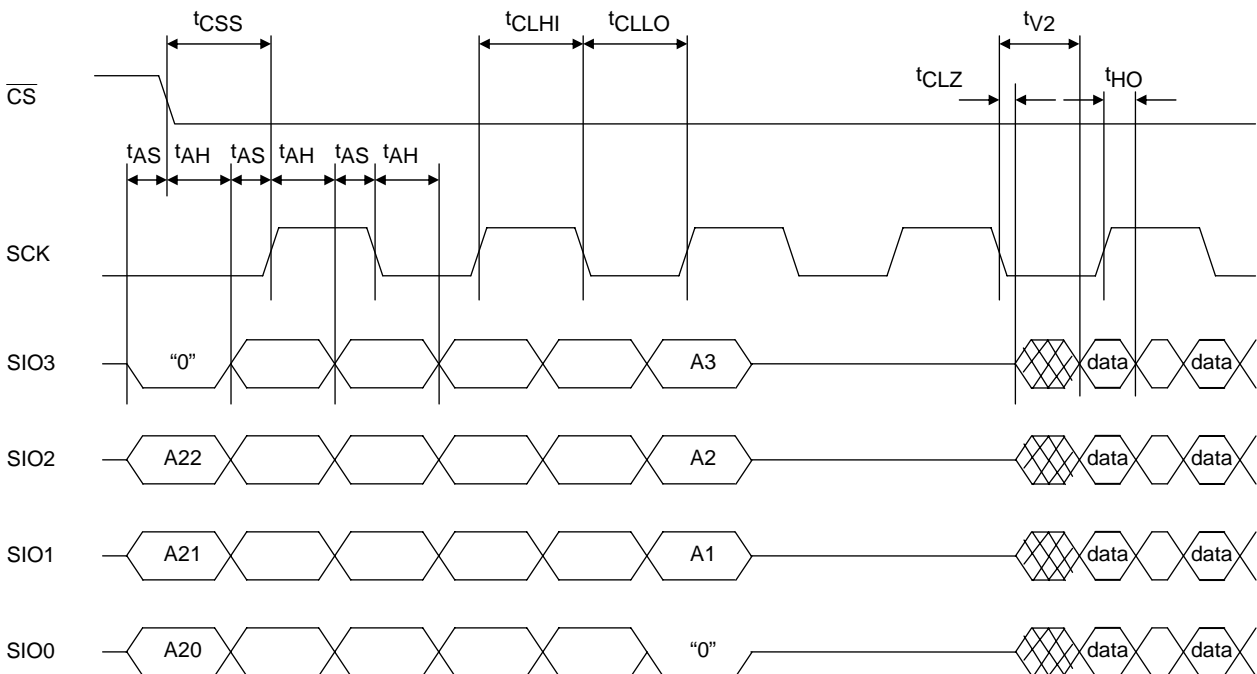 tCSS tCLHI tCLLO tV2
tCLZ tHO
CS
tAS tAH tAS tAH tAS tAH
SCK
SIO3 “0” A3 data data
SIO2 A22 A2 data data
SIO1 A21 A1 data data
SIO0 A20 “0” data data